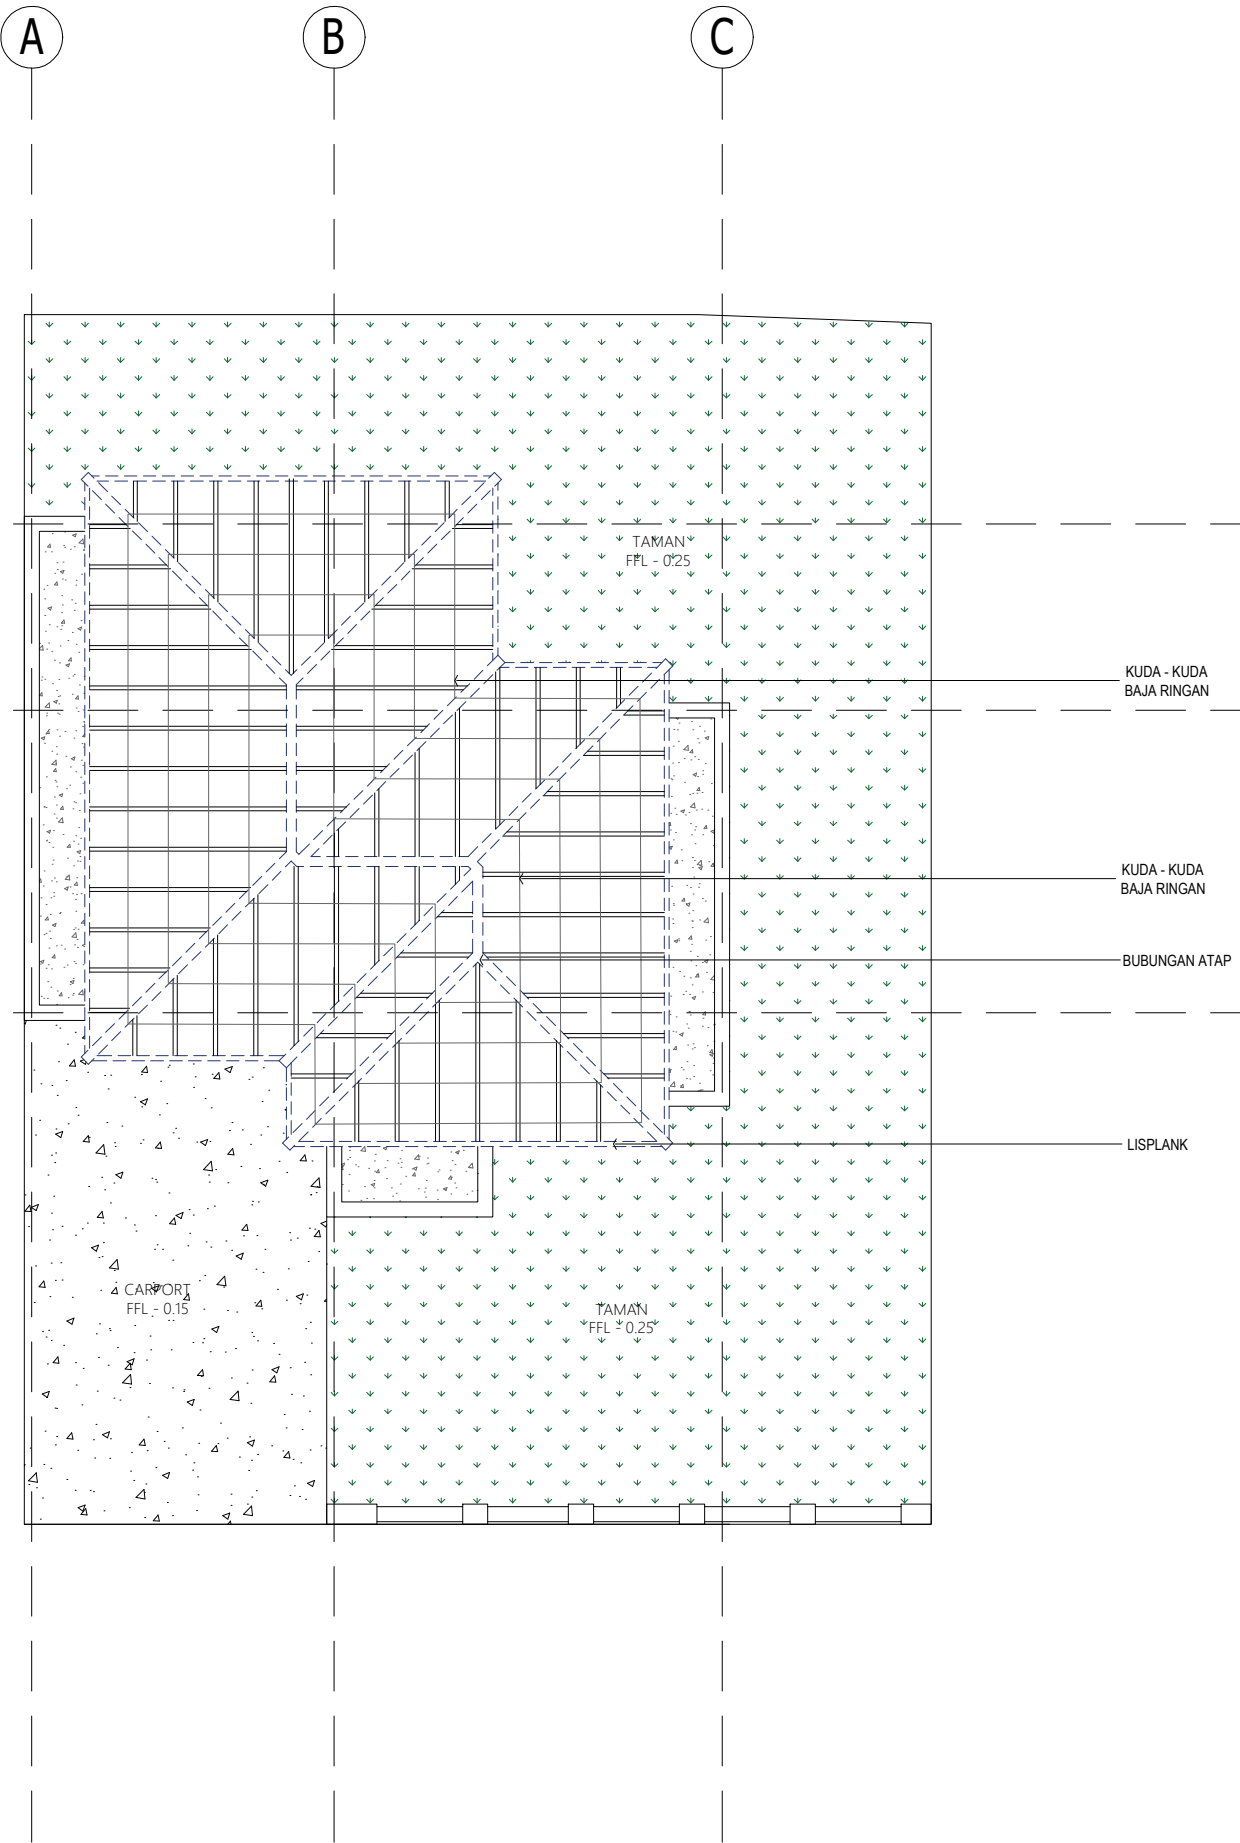 A
B
C
TAMAN
FFL - 0.25
KUDA - KUDA
BAJA RINGAN
KUDA - KUDA
BAJA RINGAN
BUBUNGAN ATAP
LISPLANK
CARPORT
FFL - 0.15
TAMAN
FFL - 0.25